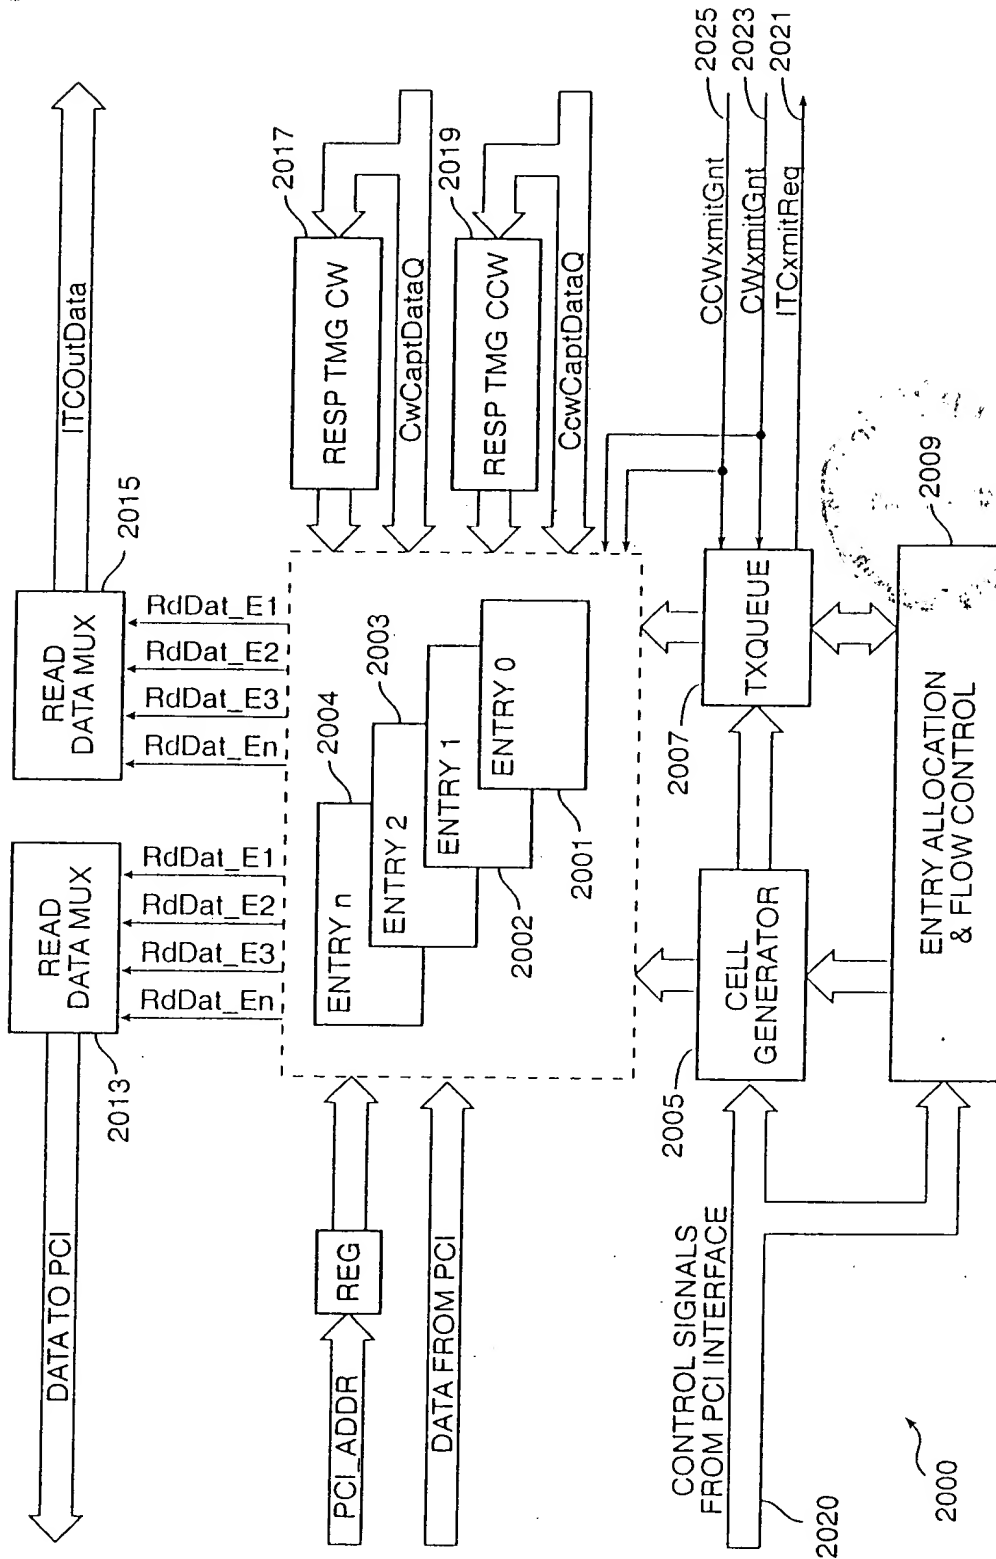 DATA TO PCI
2013
READ
DATA MUX
RdDat_En
RdDat_E3
RdDat_E2
RdDat_E1
READ
DATA MUX
2015
RdDat_En
RdDat_E3
RdDat_E2
RdDat_E1
ITCOutData
PCI_ADDR
REG
DATA FROM PCI
ENTRY n
2004
ENTRY 2
2003
ENTRY 1
2002
ENTRY 0
2001
RESP TMG CW
2017
CwCaptDataQ
RESP TMG CCW
2019
CcwCaptDataQ
CONTROL SIGNALS
FROM PCI INTERFACE
2020
2005
CELL
GENERATOR
2007
TXQUEUE
CCWxmitGnt
2025
CWxmitGnt
2023
ITCxmitReq
2021
ENTRY ALLOCATION
& FLOW CONTROL
2009
2000